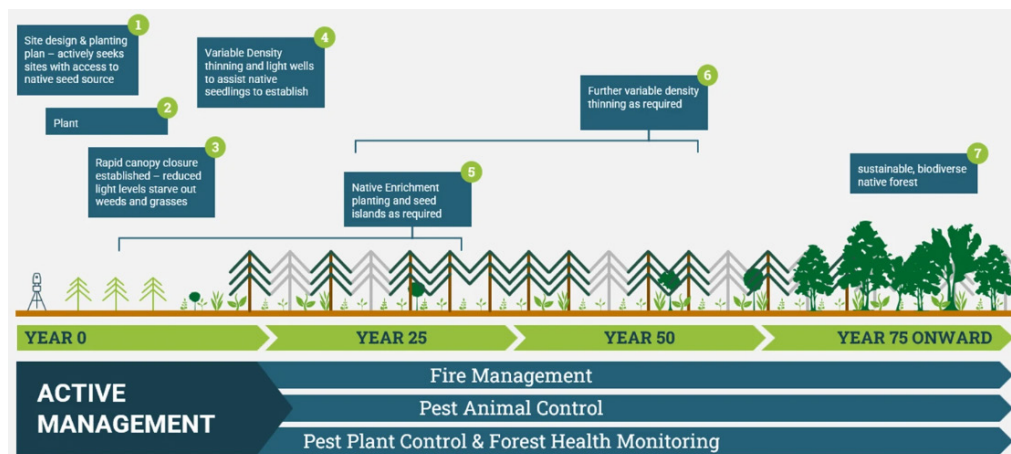 1
Site design & planting
plan – actively seeks
sites with access to
native seed source
2
Plant
3
Rapid canopy closure
established – reduced
light levels starve out
weeds and grasses
4
Variable Density
thinning and light wells
to assist native
seedlings to establish
5
Native Enrichment
planting and seed
islands as required
6
Further variable density
thinning as required
7
sustainable, biodiverse
native forest
YEAR 0
YEAR 25
YEAR 50
YEAR 75 ONWARD
ACTIVE
MANAGEMENT
Fire Management
Pest Animal Control
Pest Plant Control & Forest Health Monitoring